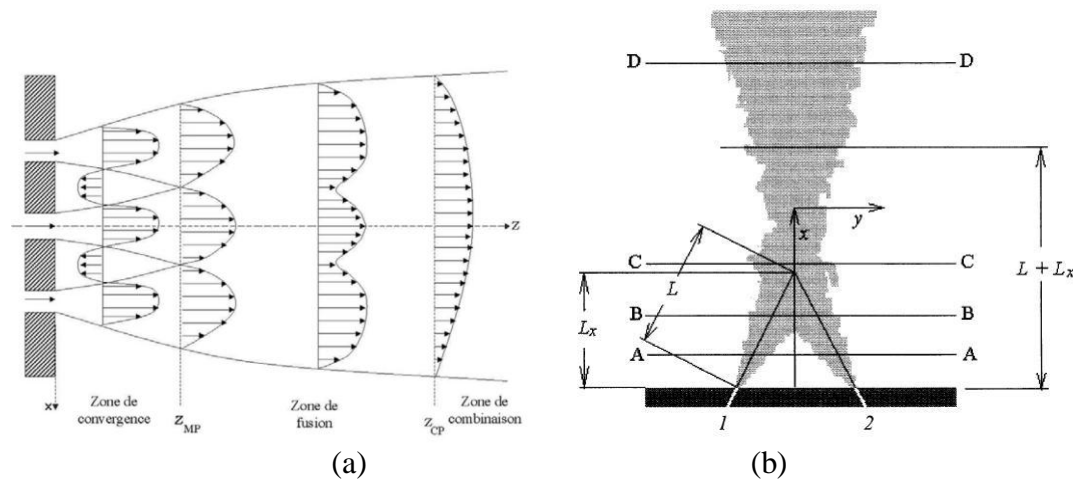 x
Zone de
convergence
Z_MP
Zone de
fusion
Z_CP
Zone de
combinaison
z
(a)
D D
C C
B B
A A
x
y
L
L_x
L + L_x
1 2
(b)